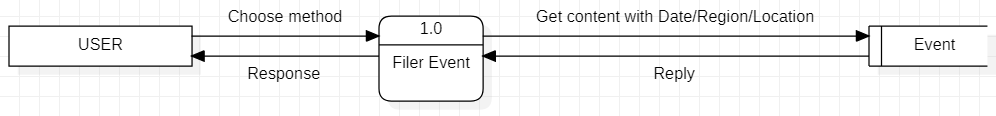 Choose method
1.0
Get content with Date/Region/Location
USER
Event
Filer Event
Response
Reply